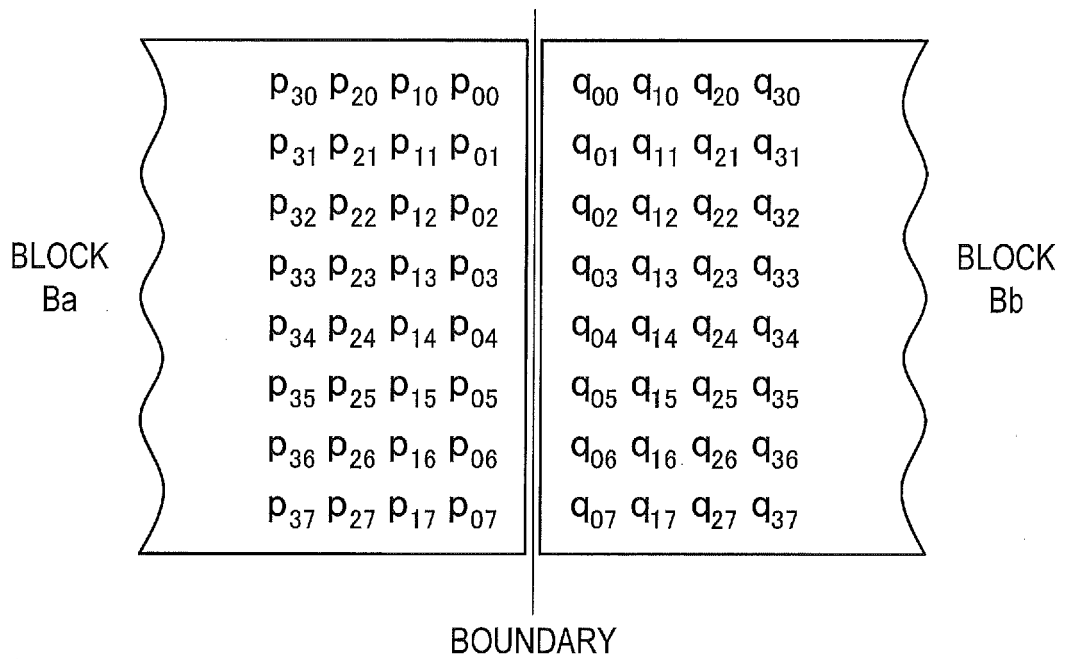 p30 p20 p10 p00 q00 q10 q20 q30
p31 p21 p11 p01 q01 q11 q21 q31
p32 p22 p12 p02 q02 q12 q22 q32
BLOCK Ba
p33 p23 p13 p03 q03 q13 q23 q33
BLOCK Bb
p34 p24 p14 p04 q04 q14 q24 q34
p35 p25 p15 p05 q05 q15 q25 q35
p36 p26 p16 p06 q06 q16 q26 q36
p37 p27 p17 p07 q07 q17 q27 q37
BOUNDARY